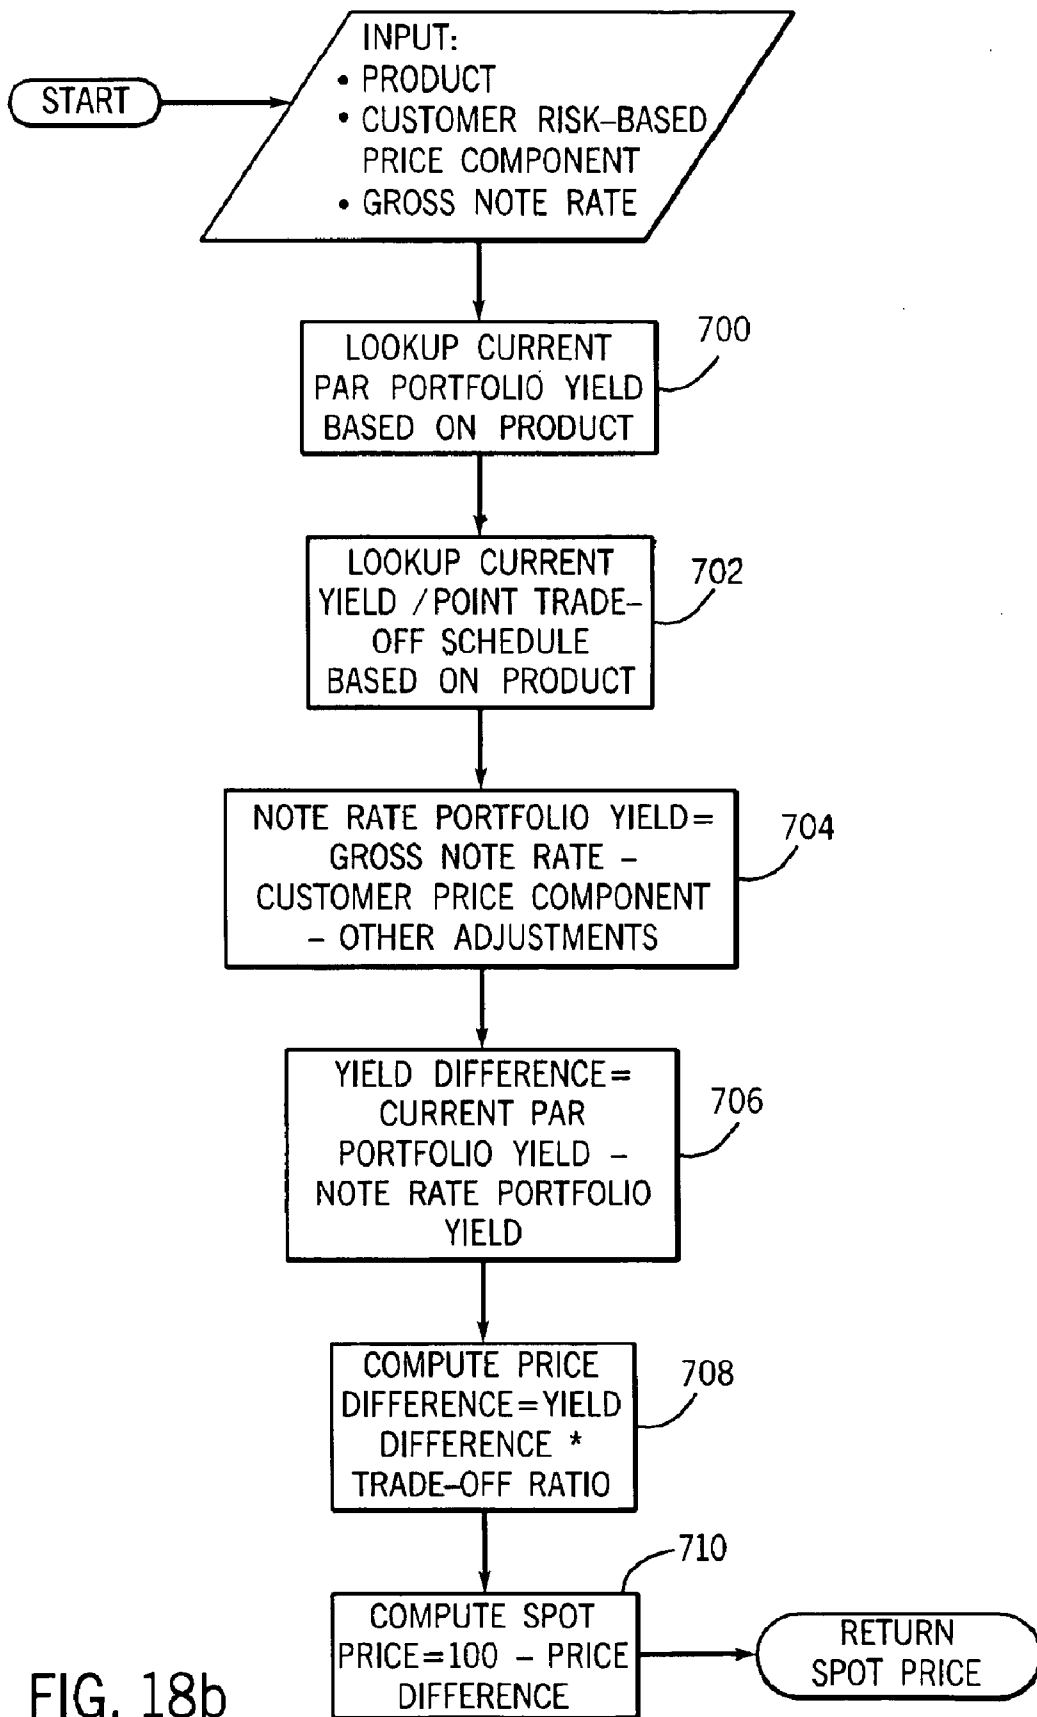 START
INPUT:
• PRODUCT
• CUSTOMER RISK-BASED
PRICE COMPONENT
• GROSS NOTE RATE
700
LOOKUP CURRENT
PAR PORTFOLIO YIELD
BASED ON PRODUCT
702
LOOKUP CURRENT
YIELD /POINT TRADE-
OFF SCHEDULE
BASED ON PRODUCT
704
NOTE RATE PORTFOLIO YIELD=
GROSS NOTE RATE -
CUSTOMER PRICE COMPONENT
- OTHER ADJUSTMENTS
706
YIELD DIFFERENCE=
CURRENT PAR
PORTFOLIO YIELD -
NOTE RATE PORTFOLIO
YIELD
708
COMPUTE PRICE
DIFFERENCE=YIELD
DIFFERENCE *
TRADE-OFF RATIO
710
COMPUTE SPOT
PRICE=100 - PRICE
DIFFERENCE
RETURN
SPOT PRICE
FIG. 18b